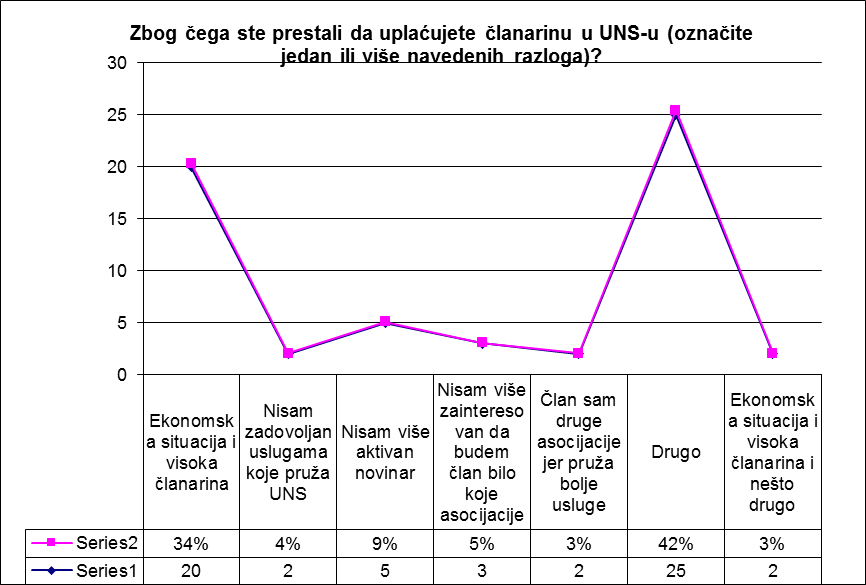 Zbog čega ste prestali da uplaćujete članarinu u UNS-u (označite
jedan ili više navedenih razloga)?
30
25
20
15
10
5
0
Ekonomsk
a situacija i
visoka
članarina
Nisam
zadovoljan
uslugama
koje pruža
UNS
Nisam više
aktivan
novinar
Nisam više
zaintereso
van da
budem
član bilo
koje
asocijacije
Član sam
druge
asocijacije
jer pruža
bolje
usluge
Drugo
Ekonomsk
a situacija i
visoka
članarina i
nešto
drugo
Series2 34% 4% 9% 5% 3% 42% 3%
Series1 20 2 5 3 2 25 2